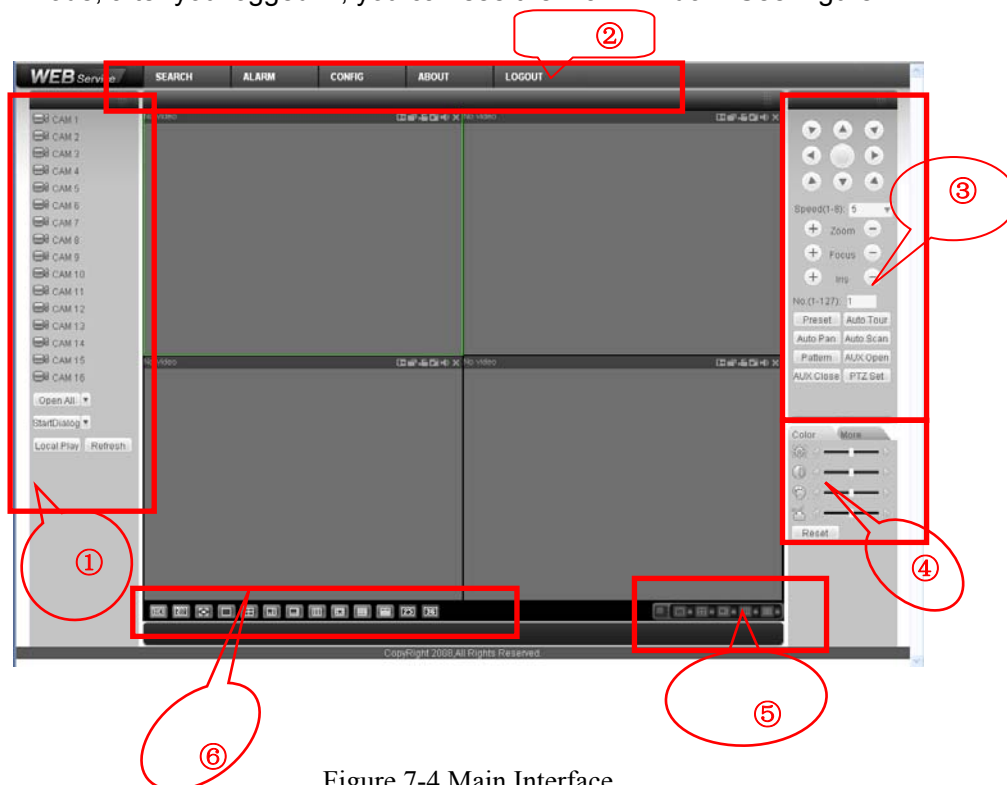 ②
WEB Service SEARCH ALARM CONFIG ABOUT LOGOUT
No video
No video
CAM 1
CAM 2
CAM 3
CAM 4
CAM 5
CAM 6
CAM 7
CAM 8
CAM 9
CAM 10
CAM 11
CAM 12
CAM 13
CAM 14
CAM 15
CAM 16
Open All
StartDialog
Local Play Refresh
①
No video
No video
Speed(1-8): 5
Zoom
Focus
Iris
③
No.(1-127): 1
Preset Auto Tour
Auto Pan Auto Scan
Pattern AUX Open
AUX Close PTZ Set
Color More
Reset
④
CopyRight 2008,All Rights Reserved.
⑤
⑥
Figure 7-4 Main Interface